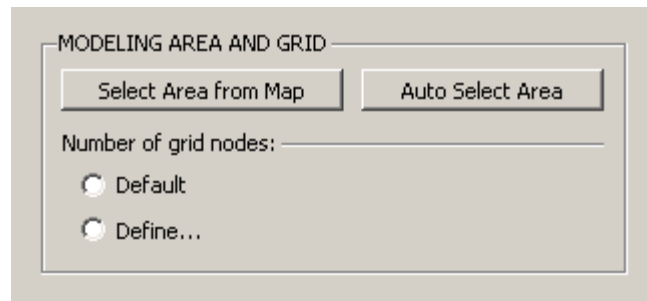 MODELING AREA AND GRID
Select Area from Map Auto Select Area
Number of grid nodes:
Default
Define...